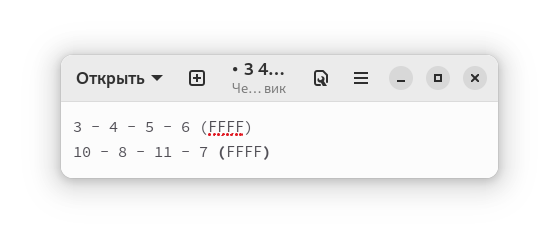 Открыть
• 3 4…
Че… вик
3 - 4 - 5 - 6 (FFFF)
10 - 8 - 11 - 7 (FFFF)